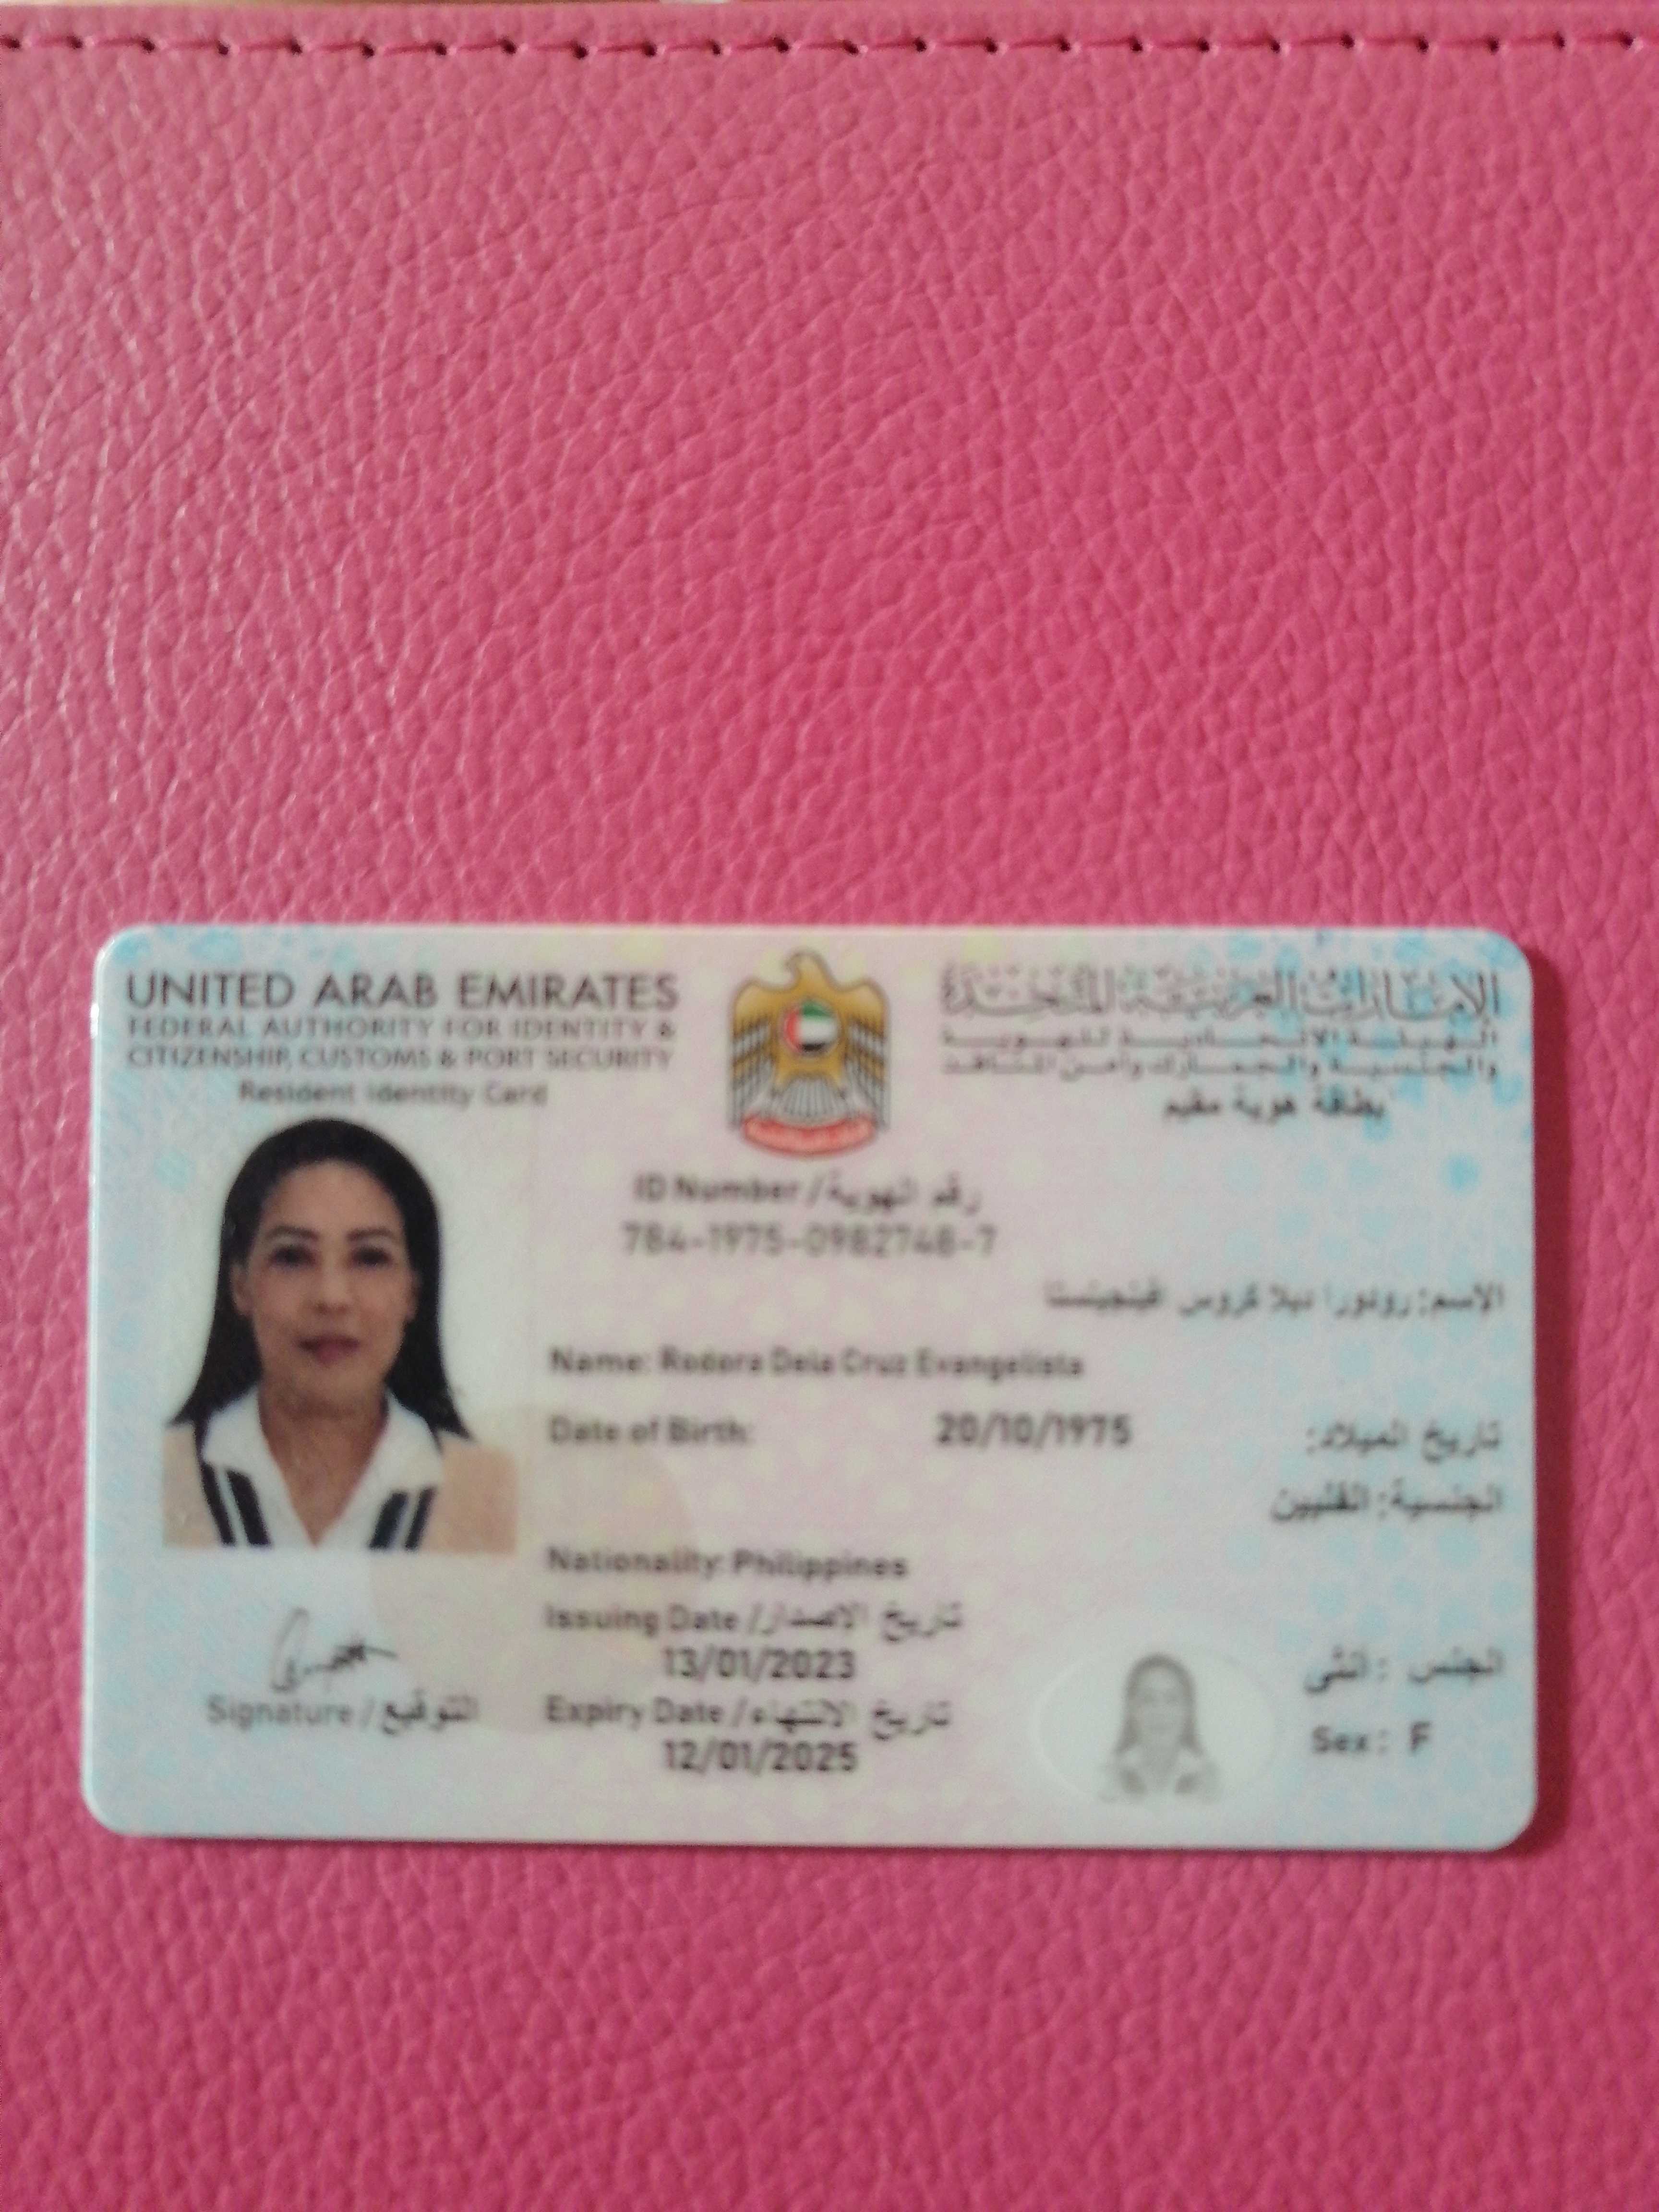 UNITED ARAB EMIRATES
FEDERAL AUTHORITY FOR IDENTITY &
CITIZENSHIP, CUSTOMS & PORT SECURITY
Resident Identity Card
الإمارات العربية المتحدة
الهيئة الاتحادية للهوية
والجنسية والجمارك وأمن المنافذ
بطاقة هوية مقيم
ID Number / رقم الهوية
784-1975-0982748-7
الاسم: رودورا ديلا كروس
Name: Rodora Dela Cruz Evangelista
Date of Birth: 20/10/1975 تاريخ الميلاد:
الجنسية: الفلبين
Nationality: Philippines
Issuing Date / تاريخ الاصدار
13/01/2023
Expiry Date / تاريخ الانتهاء
12/01/2025
الجنس : أنثى
Sex : F
Signature / التوقيع